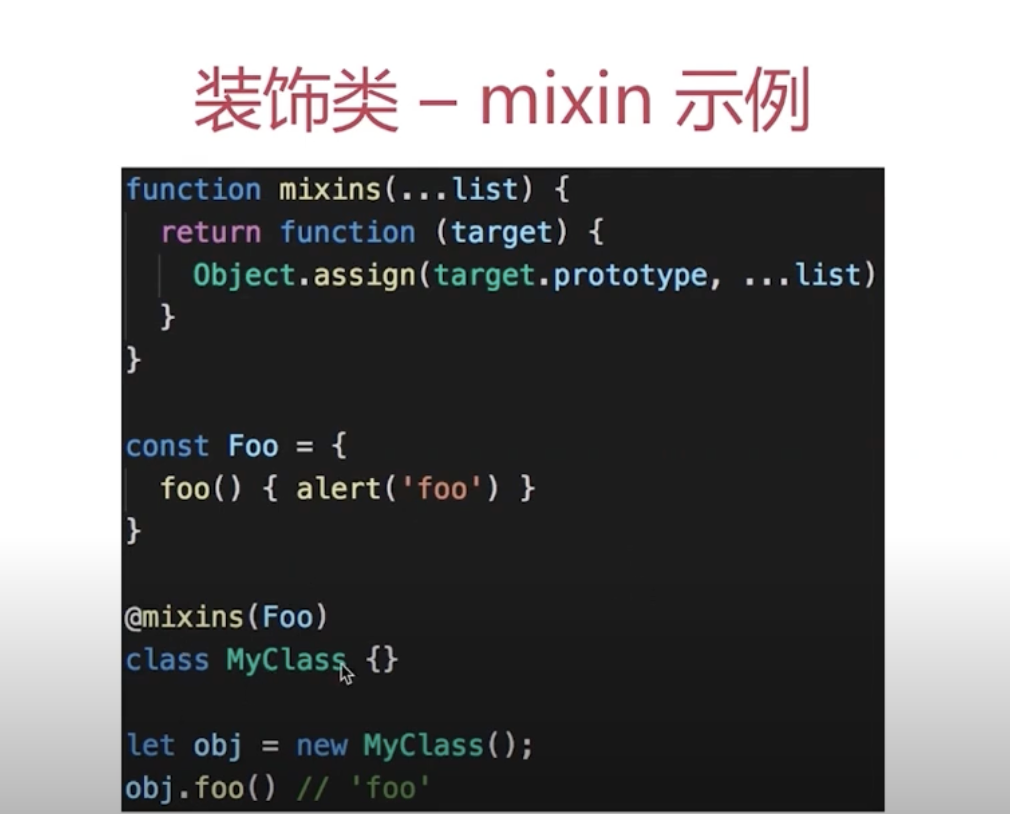 装饰类 – mixin 示例
function mixins(...list) {
  return function (target) {
    Object.assign(target.prototype, ...list)
  }
}
const Foo = {
  foo() { alert('foo') }
}
@mixins(Foo)
class MyClass {}
let obj = new MyClass();
obj.foo() // 'foo'